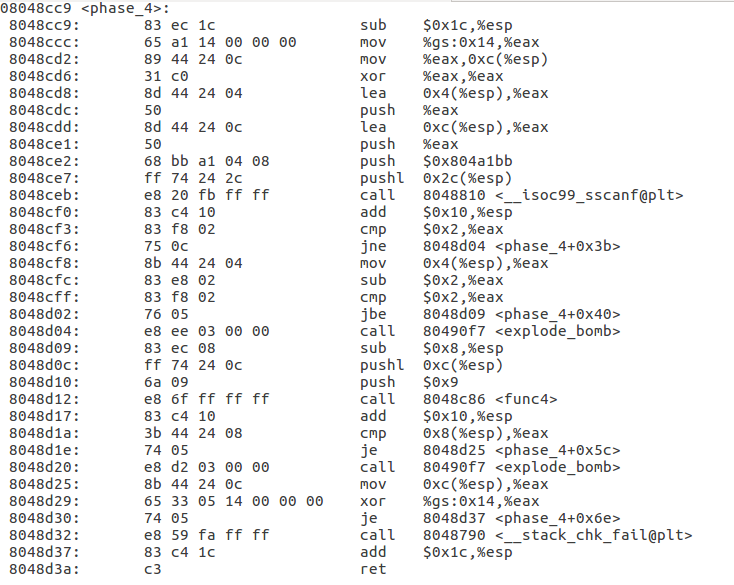 08048cc9 <phase_4>:
 8048cc9:	83 ec 1c	sub    $0x1c,%esp
 8048ccc:	65 a1 14 00 00 00	mov    %gs:0x14,%eax
 8048cd2:	89 44 24 0c	mov    %eax,0xc(%esp)
 8048cd6:	31 c0	xor    %eax,%eax
 8048cd8:	8d 44 24 04	lea    0x4(%esp),%eax
 8048cdc:	50	push   %eax
 8048cdd:	8d 44 24 0c	lea    0xc(%esp),%eax
 8048ce1:	50	push   %eax
 8048ce2:	68 bb a1 04 08	push   $0x804a1bb
 8048ce7:	ff 74 24 2c	pushl  0x2c(%esp)
 8048ceb:	e8 20 fb ff ff	call   8048810 <__isoc99_sscanf@plt>
 8048cf0:	83 c4 10	add    $0x10,%esp
 8048cf3:	83 f8 02	cmp    $0x2,%eax
 8048cf6:	75 0c	jne    8048d04 <phase_4+0x3b>
 8048cf8:	8b 44 24 04	mov    0x4(%esp),%eax
 8048cfc:	83 e8 02	sub    $0x2,%eax
 8048cff:	83 f8 02	cmp    $0x2,%eax
 8048d02:	76 05	jbe    8048d09 <phase_4+0x40>
 8048d04:	e8 ee 03 00 00	call   80490f7 <explode_bomb>
 8048d09:	83 ec 08	sub    $0x8,%esp
 8048d0c:	ff 74 24 0c	pushl  0xc(%esp)
 8048d10:	6a 09	push   $0x9
 8048d12:	e8 6f ff ff ff	call   8048c86 <func4>
 8048d17:	83 c4 10	add    $0x10,%esp
 8048d1a:	3b 44 24 08	cmp    0x8(%esp),%eax
 8048d1e:	74 05	je     8048d25 <phase_4+0x5c>
 8048d20:	e8 d2 03 00 00	call   80490f7 <explode_bomb>
 8048d25:	8b 44 24 0c	mov    0xc(%esp),%eax
 8048d29:	65 33 05 14 00 00 00	xor    %gs:0x14,%eax
 8048d30:	74 05	je     8048d37 <phase_4+0x6e>
 8048d32:	e8 59 fa ff ff	call   8048790 <__stack_chk_fail@plt>
 8048d37:	83 c4 1c	add    $0x1c,%esp
 8048d3a:	c3	ret